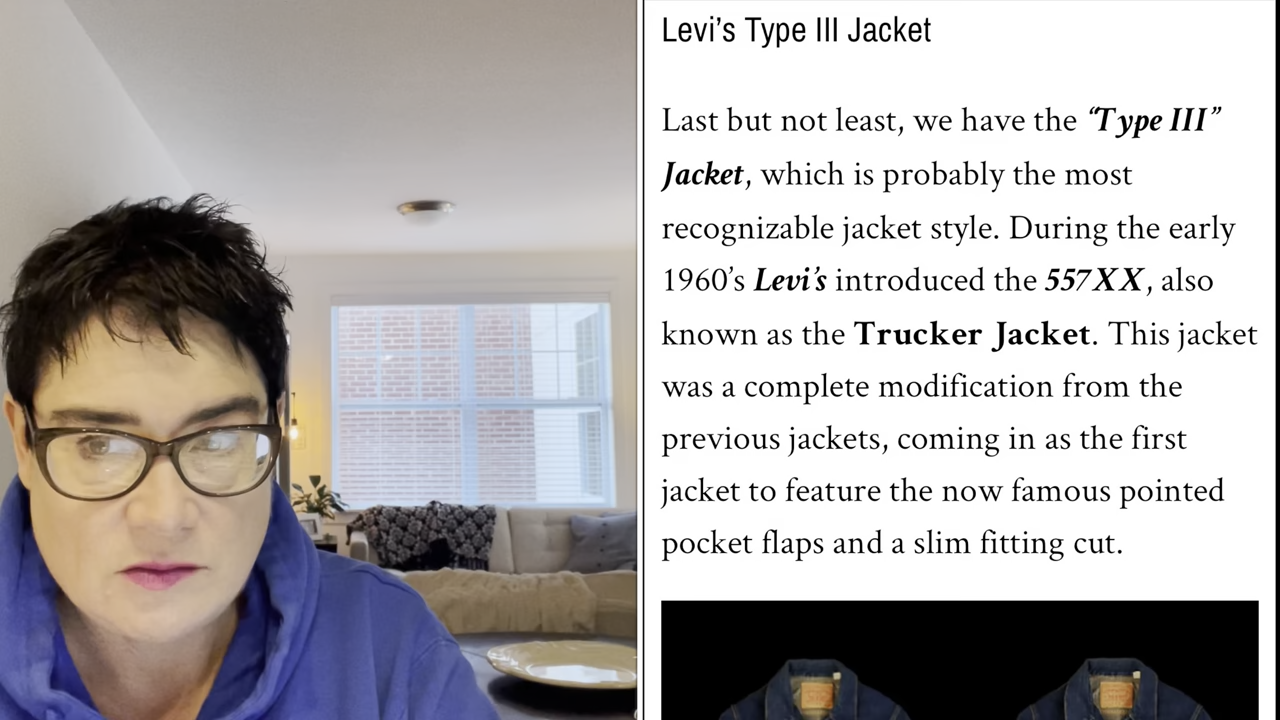 Levi’s Type III Jacket
Last but not least, we have the “Type III”
Jacket, which is probably the most
recognizable jacket style. During the early
1960’s Levi’s introduced the 557XX, also
known as the Trucker Jacket. This jacket
was a complete modification from the
previous jackets, coming in as the first
jacket to feature the now famous pointed
pocket flaps and a slim fitting cut.